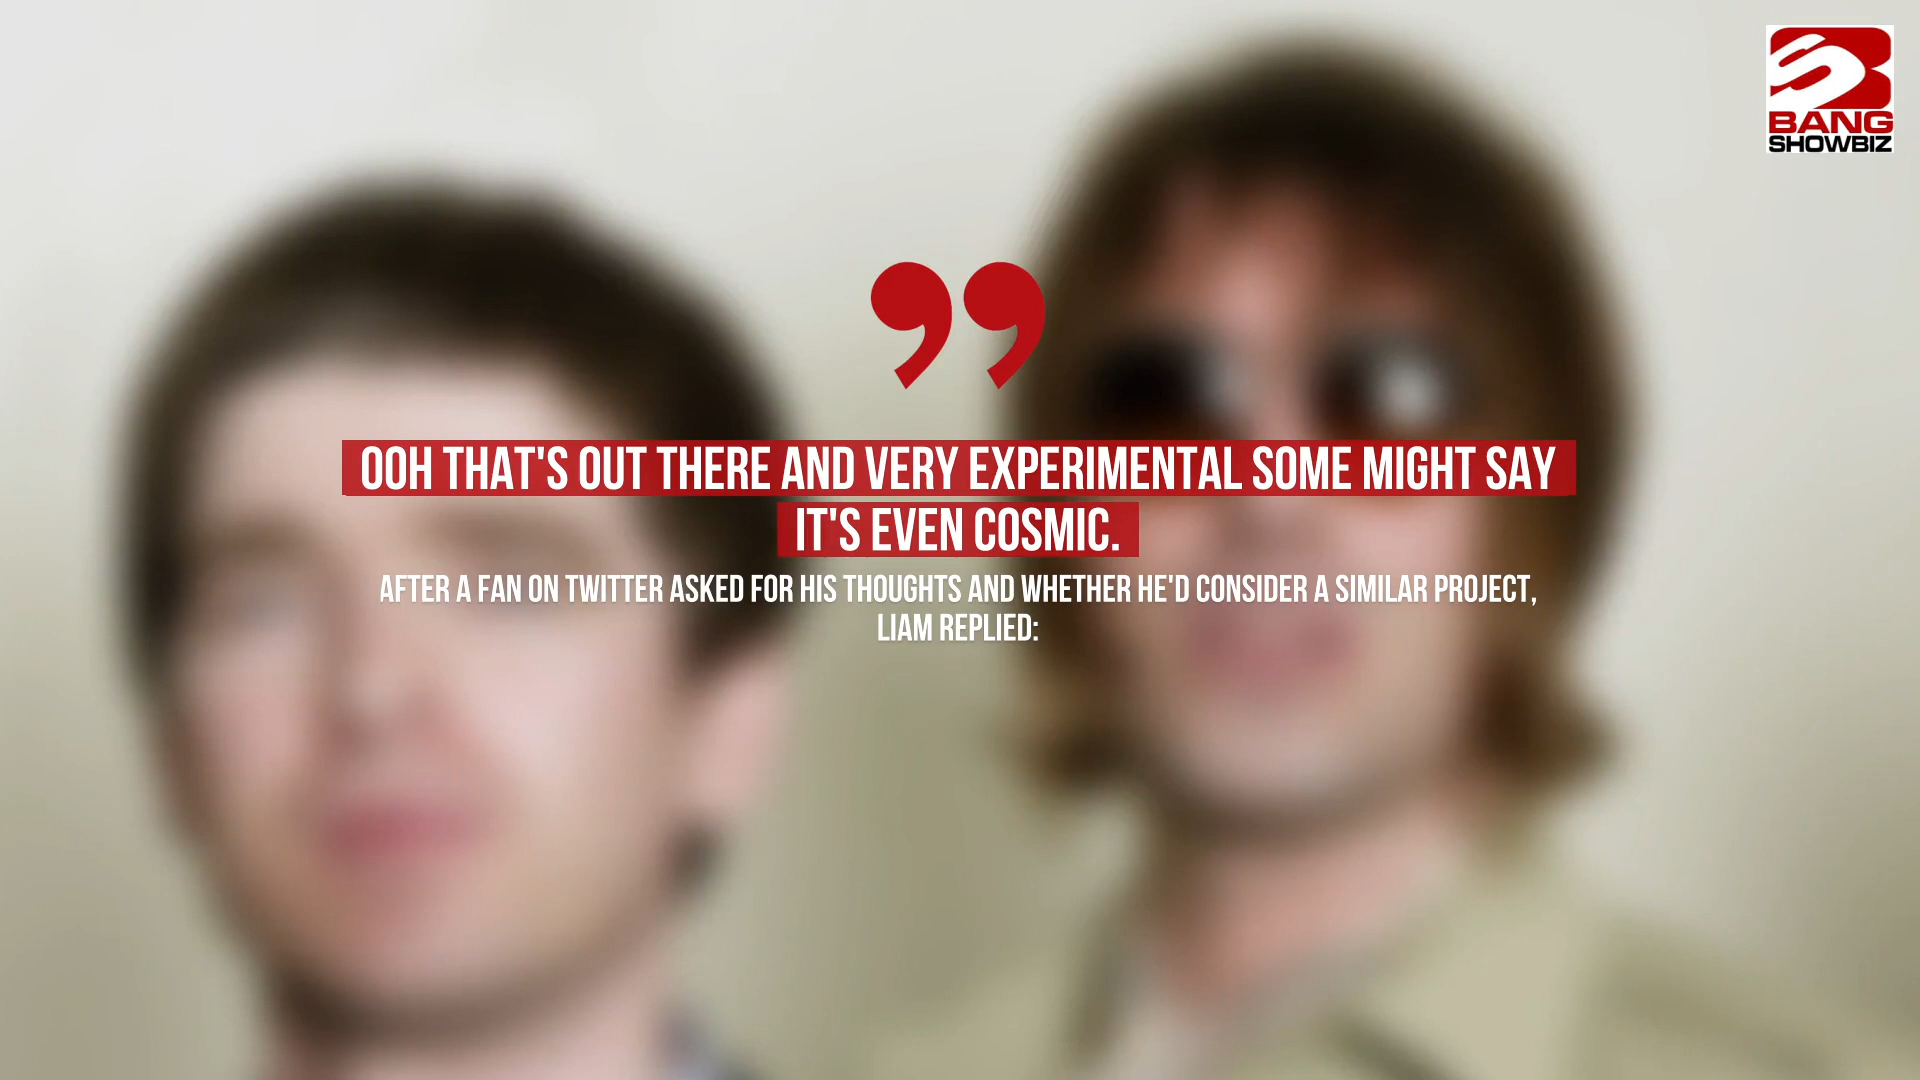 BANG
SHOWBIZ
”
OOH THAT'S OUT THERE AND VERY EXPERIMENTAL SOME MIGHT SAY
IT'S EVEN COSMIC.
AFTER A FAN ON TWITTER ASKED FOR HIS THOUGHTS AND WHETHER HE'D CONSIDER A SIMILAR PROJECT,
LIAM REPLIED: